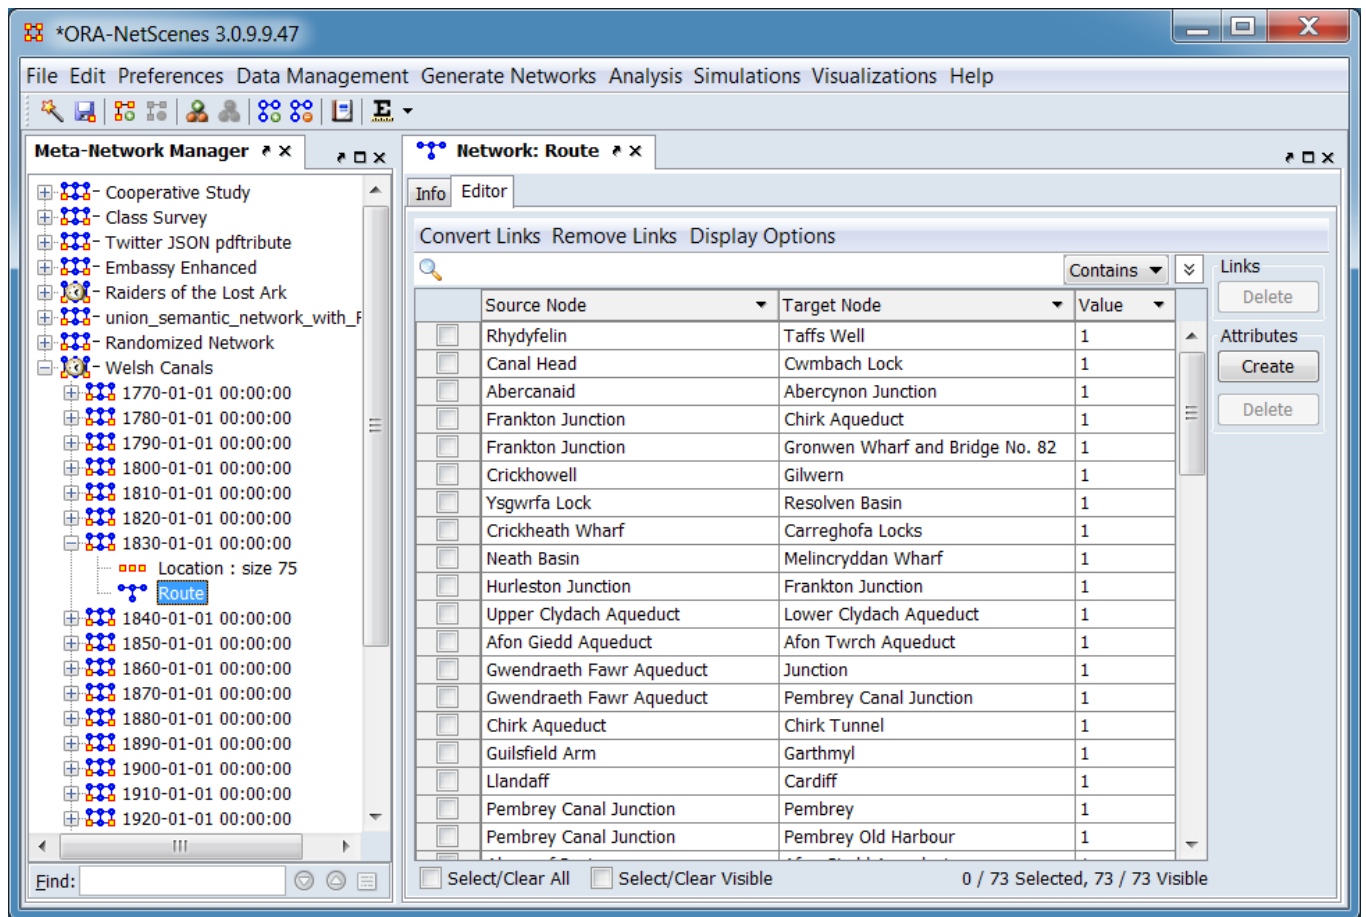 *ORA-NetScenes 3.0.9.9.47
File Edit Preferences Data Management Generate Networks Analysis Simulations Visualizations Help
Meta-Network Manager
Cooperative Study
Class Survey
Twitter JSON pdftribute
Embassy Enhanced
Raiders of the Lost Ark
union_semantic_network_with_F
Randomized Network
Welsh Canals
1770-01-01 00:00:00
1780-01-01 00:00:00
1790-01-01 00:00:00
1800-01-01 00:00:00
1810-01-01 00:00:00
1820-01-01 00:00:00
1830-01-01 00:00:00
Location : size 75
Route
1840-01-01 00:00:00
1850-01-01 00:00:00
1860-01-01 00:00:00
1870-01-01 00:00:00
1880-01-01 00:00:00
1890-01-01 00:00:00
1900-01-01 00:00:00
1910-01-01 00:00:00
1920-01-01 00:00:00
Find:
Network: Route
Info Editor
Convert Links Remove Links Display Options
Contains
Source Node Target Node Value
Rhydyfelin Taffs Well 1
Canal Head Cwmbach Lock 1
Abercanaid Abercynon Junction 1
Frankton Junction Chirk Aqueduct 1
Frankton Junction Gronwen Wharf and Bridge No. 82 1
Crickhowell Gilwern 1
Ysgwrfa Lock Resolven Basin 1
Crickheath Wharf Carreghofa Locks 1
Neath Basin Melincryddan Wharf 1
Hurleston Junction Frankton Junction 1
Upper Clydach Aqueduct Lower Clydach Aqueduct 1
Afon Giedd Aqueduct Afon Twrch Aqueduct 1
Gwendraeth Fawr Aqueduct Junction 1
Gwendraeth Fawr Aqueduct Pembrey Canal Junction 1
Chirk Aqueduct Chirk Tunnel 1
Guilsfield Arm Garthmyl 1
Llandaff Cardiff 1
Pembrey Canal Junction Pembrey 1
Pembrey Canal Junction Pembrey Old Harbour 1
Select/Clear All Select/Clear Visible 0 / 73 Selected, 73 / 73 Visible
Links
Delete
Attributes
Create
Delete